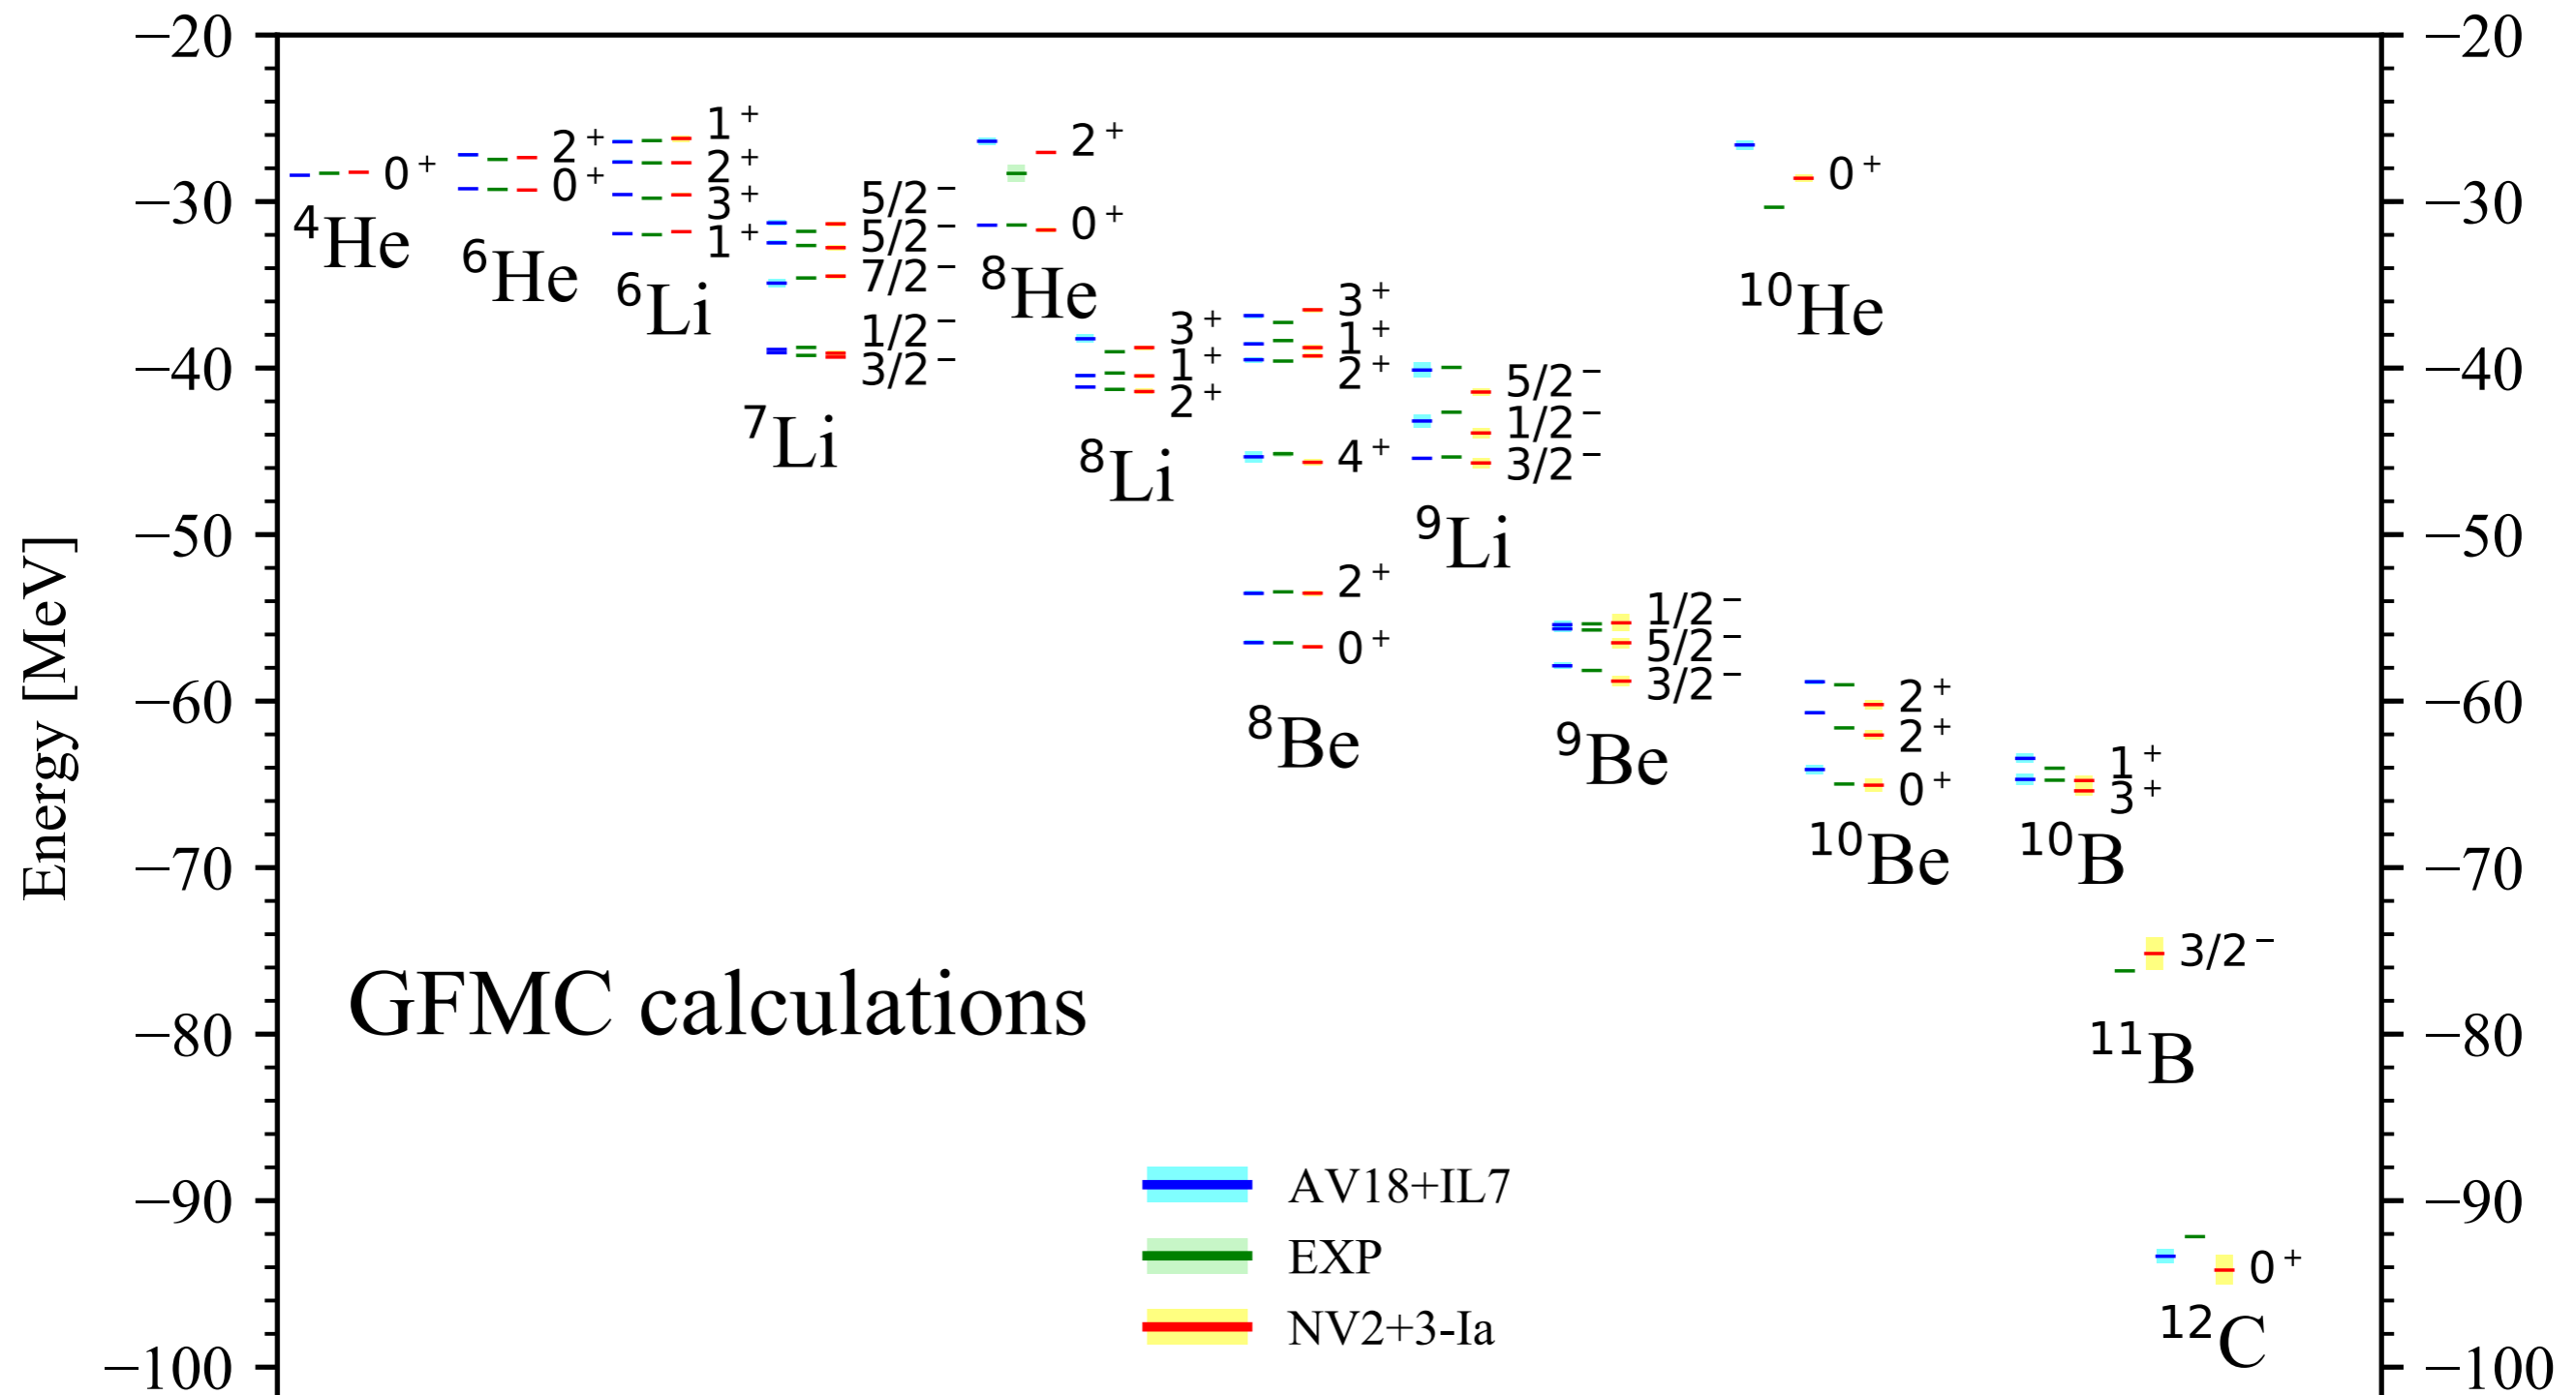 −20
−30
−40
−50
−60
−70
−80
−90
−100
Energy [MeV]
0⁺
⁴He
2⁺
0⁺
⁶He
1⁺
2⁺
3⁺
1⁺
⁶Li
5/2⁻
5/2⁻
7/2⁻
1/2⁻
3/2⁻
⁷Li
2⁺
0⁺
⁸He
3⁺
1⁺
2⁺
⁸Li
3⁺
1⁺
2⁺
4⁺
2⁺
0⁺
⁸Be
5/2⁻
1/2⁻
3/2⁻
⁹Li
1/2⁻
5/2⁻
3/2⁻
⁹Be
0⁺
¹⁰He
2⁺
2⁺
0⁺
¹⁰Be
1⁺
3⁺
¹⁰B
3/2⁻
¹¹B
0⁺
¹²C
GFMC calculations
AV18+IL7
EXP
NV2+3-Ia
−20
−30
−40
−50
−60
−70
−80
−90
−100